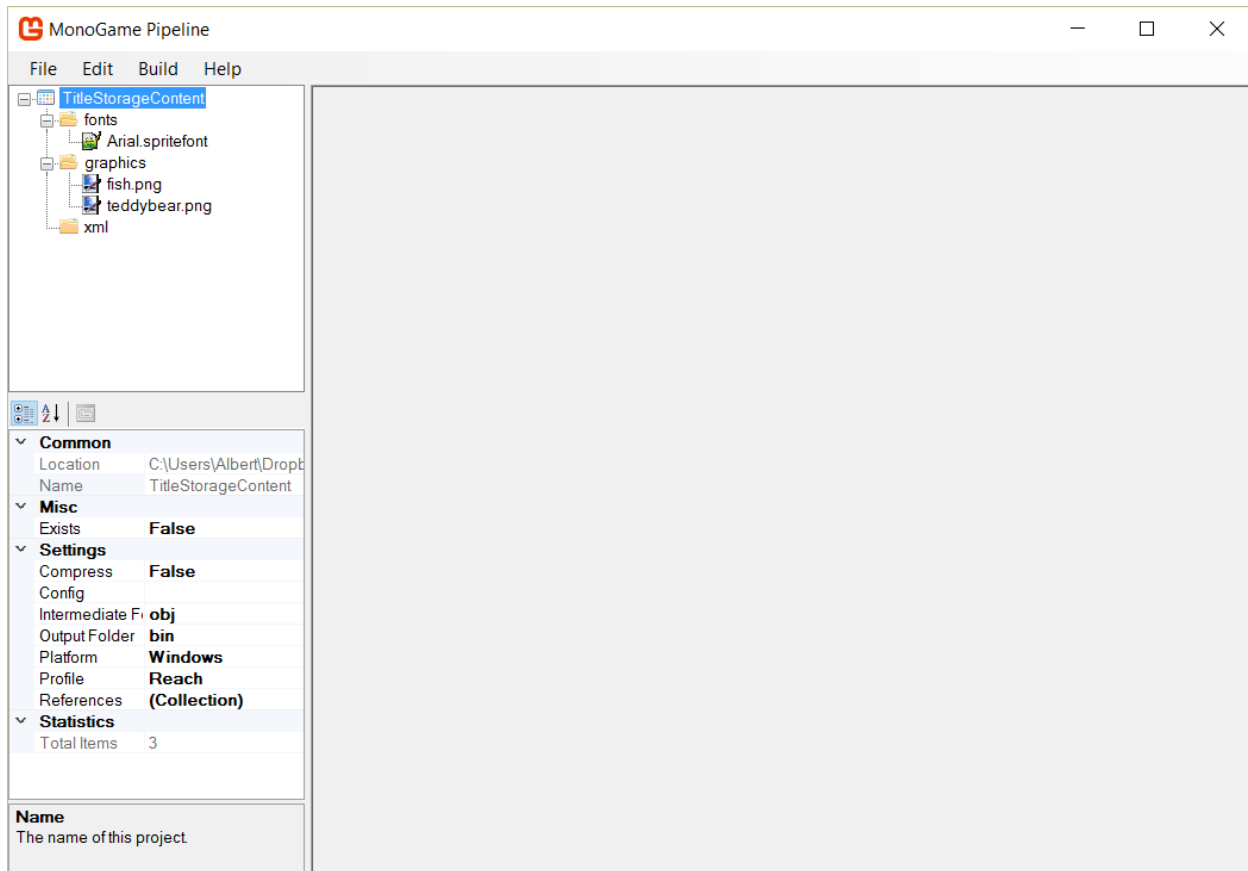 MonoGame Pipeline
File Edit Build Help
TitleStorageContent
fonts
Arial.spritefont
graphics
fish.png
teddybear.png
xml
Common
Location C:\Users\Albert\Dropb
Name TitleStorageContent
Misc
Exists False
Settings
Compress False
Config
Intermediate Fo obj
Output Folder bin
Platform Windows
Profile Reach
References (Collection)
Statistics
Total Items 3
Name
The name of this project.